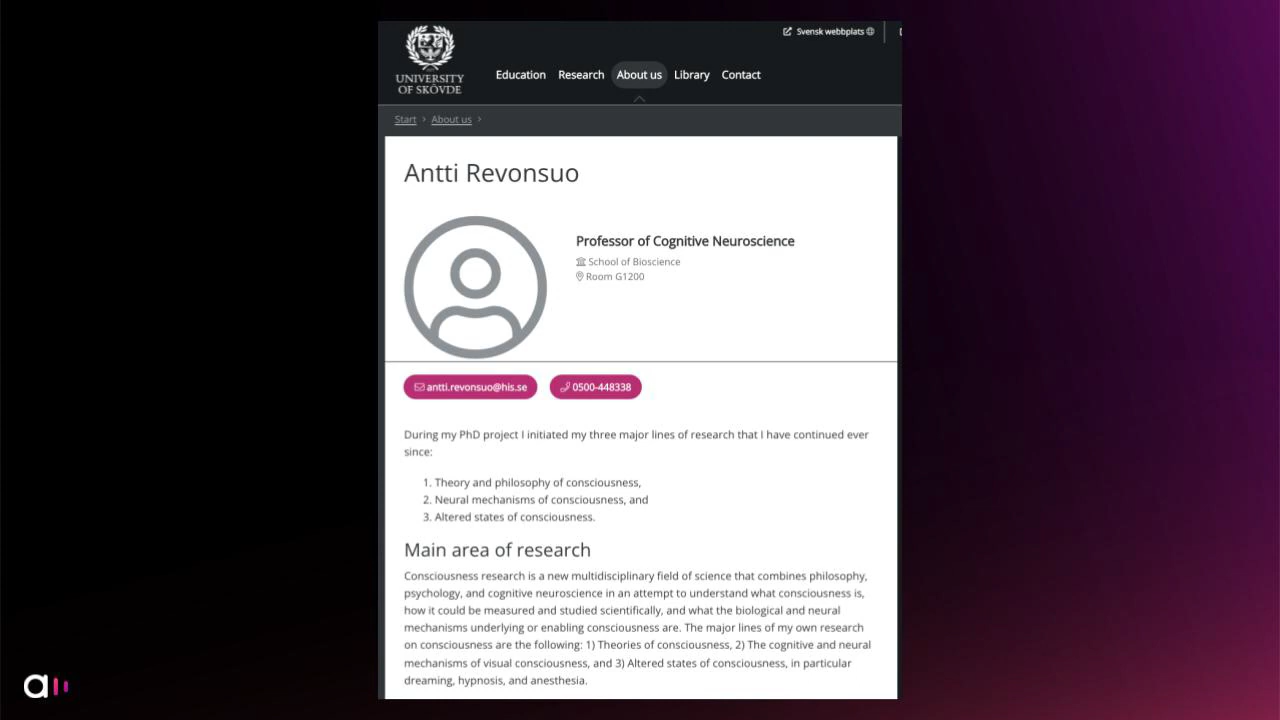 Svensk webbplats
UNIVERSITY
OF SKÖVDE
Education Research About us Library Contact
Start › About us ›
Antti Revonsuo
Professor of Cognitive Neuroscience
School of Bioscience
Room G1200
antti.revonsuo@his.se 0500-448338
During my PhD project I initiated my three major lines of research that I have continued ever
since:
1. Theory and philosophy of consciousness,
2. Neural mechanisms of consciousness, and
3. Altered states of consciousness.
Main area of research
Consciousness research is a new multidisciplinary field of science that combines philosophy,
psychology, and cognitive neuroscience in an attempt to understand what consciousness is,
how it could be measured and studied scientifically, and what the biological and neural
mechanisms underlying or enabling consciousness are. The major lines of my own research
on consciousness are the following: 1) Theories of consciousness, 2) The cognitive and neural
mechanisms of visual consciousness, and 3) Altered states of consciousness, in particular
dreaming, hypnosis, and anesthesia.
a